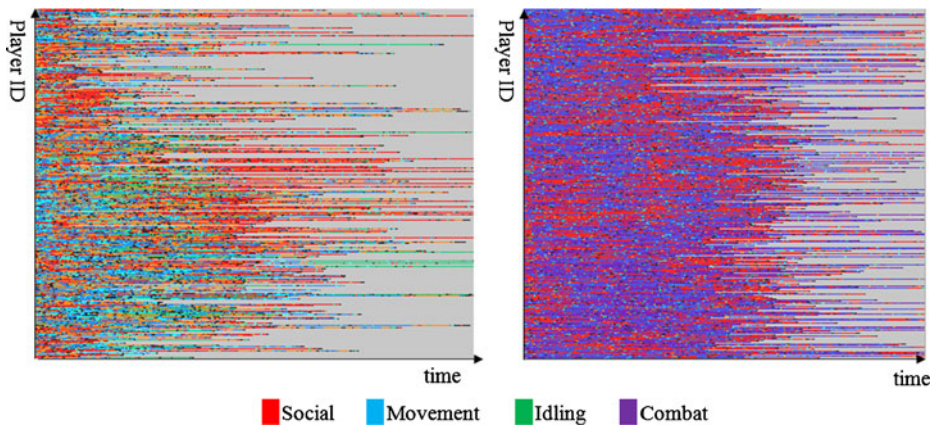 Player ID
Player ID
time
time
Social
Movement
Idling
Combat